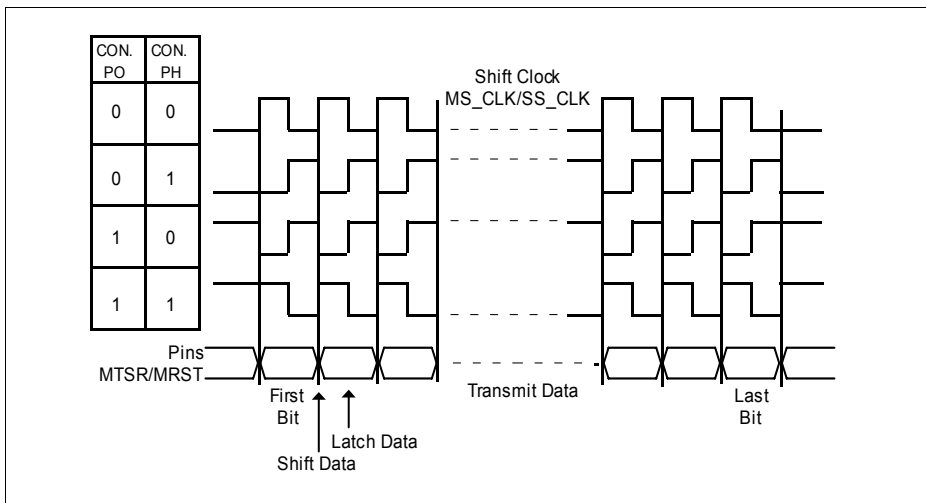 CON. CON.
PO PH
Shift Clock
MS_CLK/SS_CLK
0 0
0 1
1 0
1 1
Pins
MTSR/MRST
First
Bit
Transmit Data
Last
Bit
Latch Data
Shift Data